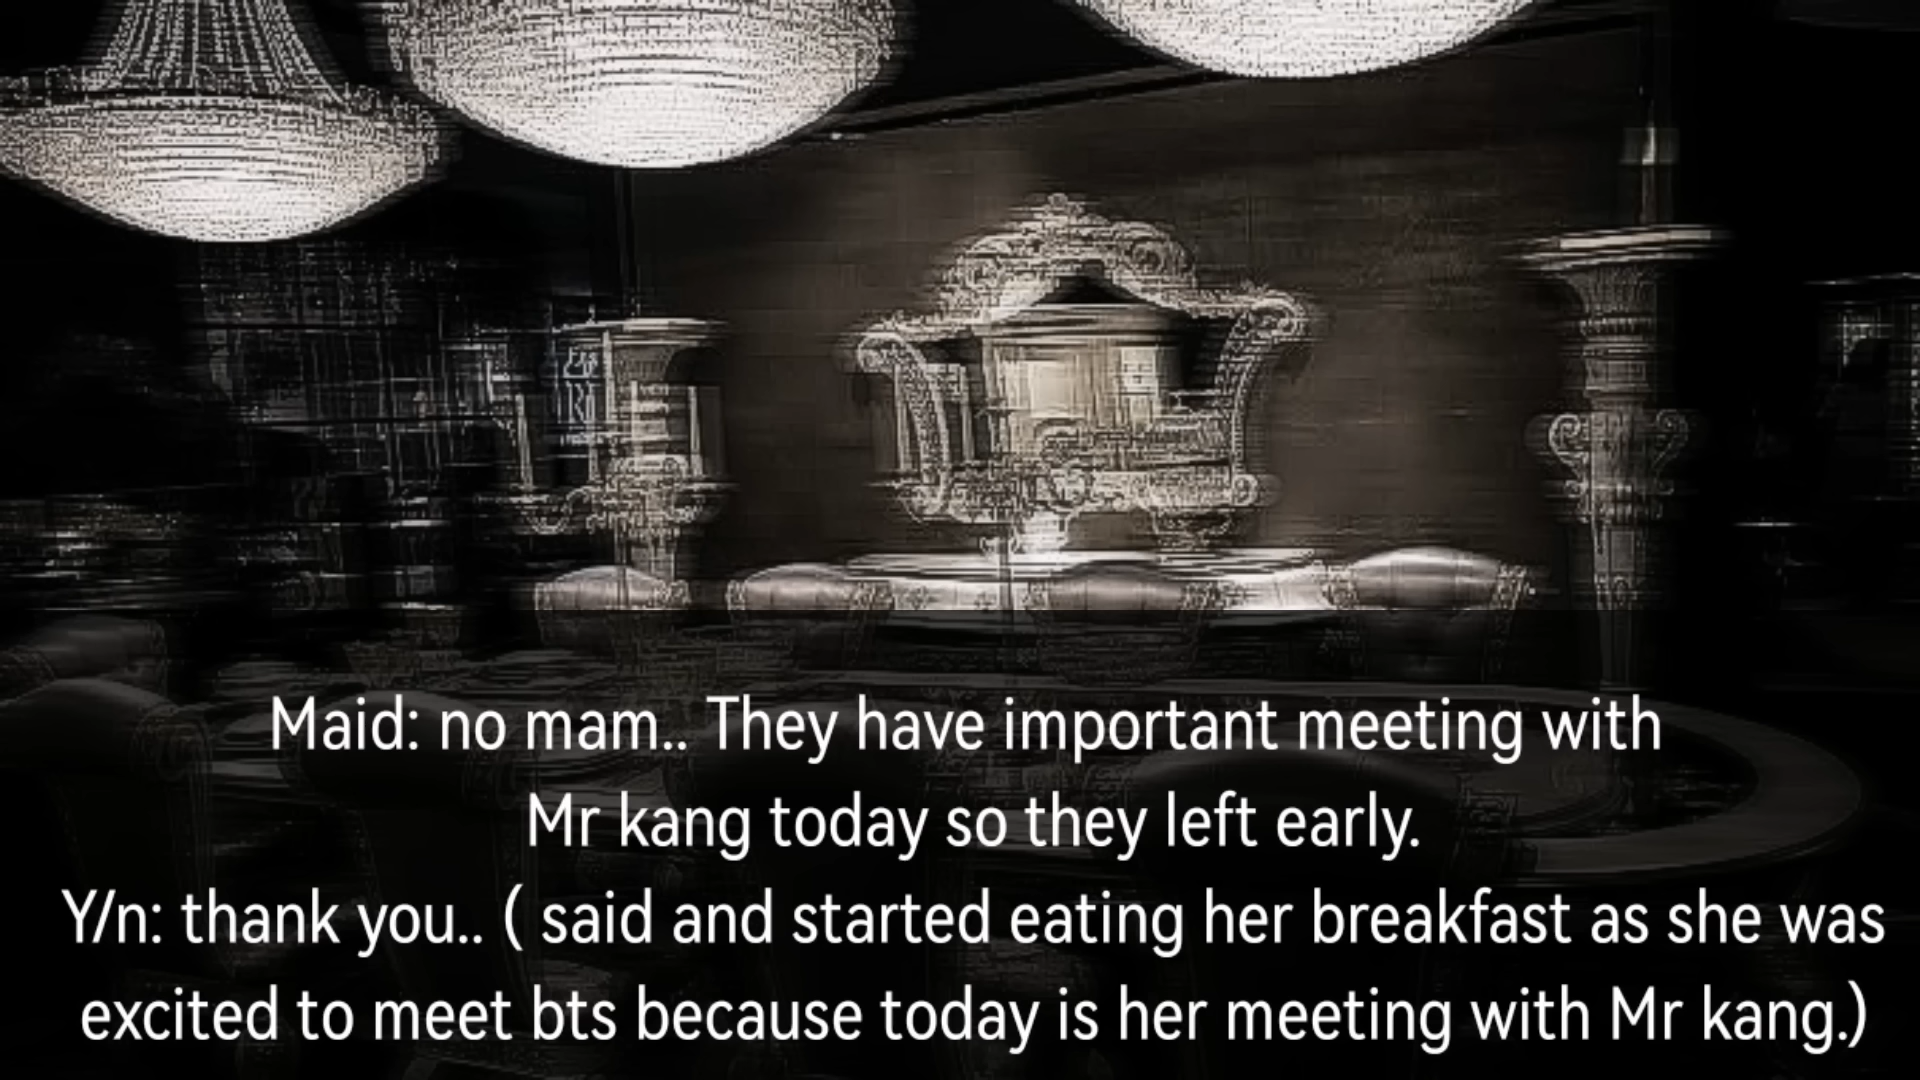 Maid: no mam.. They have important meeting with
Mr kang today so they left early.
Y/n: thank you.. ( said and started eating her breakfast as she was
excited to meet bts because today is her meeting with Mr kang.)